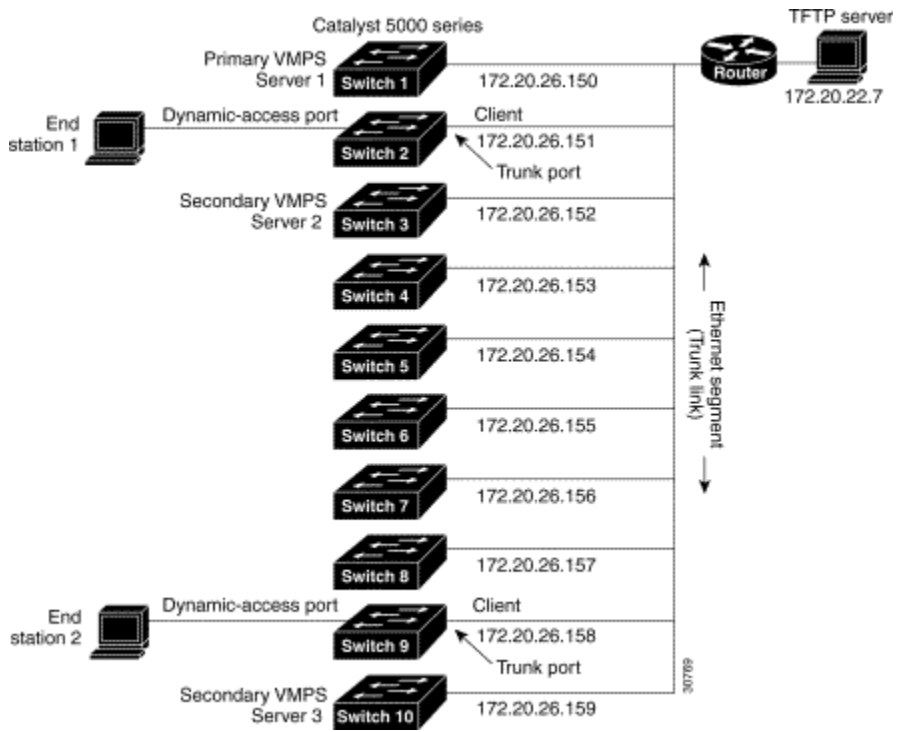 TFTP server
Catalyst 5000 series
Primary VMPS
Server 1
Switch 1
172.20.26.150
Router
172.20.22.7
End
station 1
Dynamic-access port
Switch 2
Client
172.20.26.151
Trunk port
Secondary VMPS
Server 2
Switch 3
172.20.26.152
Switch 4
172.20.26.153
Ethernet segment
(Trunk link)
Switch 5
172.20.26.154
Switch 6
172.20.26.155
Switch 7
172.20.26.156
Switch 8
172.20.26.157
End
station 2
Dynamic-access port
Switch 9
Client
172.20.26.158
Trunk port
Secondary VMPS
Server 3
Switch 10
172.20.26.159
30769